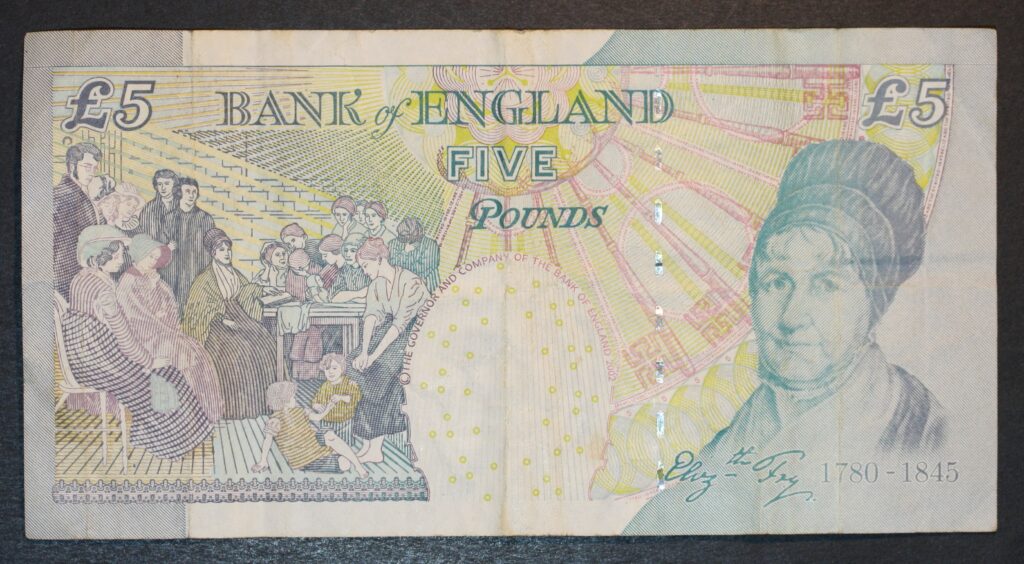 £5 BANK of ENGLAND £5
FIVE
POUNDS
© THE GOVERNOR AND COMPANY OF THE BANK OF ENGLAND 2002
Eliz-th Fry 1780 - 1845